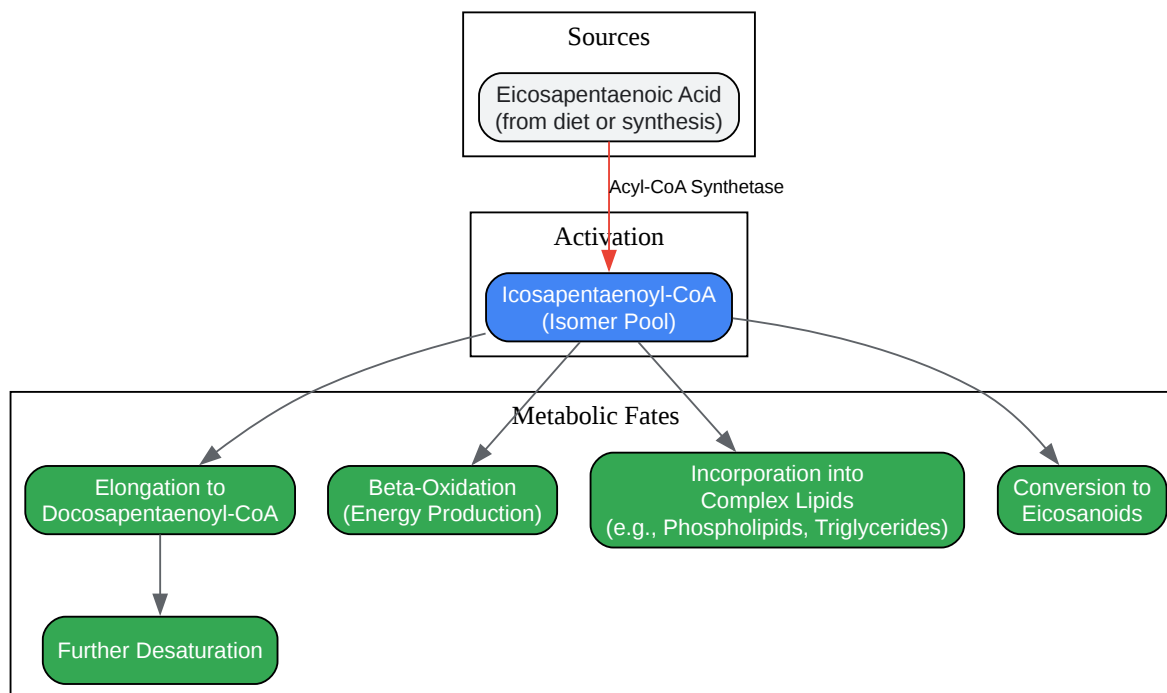 Sources
Eicosapentaenoic Acid
(from diet or synthesis)
Acyl-CoA Synthetase
Activation
Icosapentaenoyl-CoA
(Isomer Pool)
Metabolic Fates
Elongation to
Docosapentaenoyl-CoA
Beta-Oxidation
(Energy Production)
Incorporation into
Complex Lipids
(e.g., Phospholipids, Triglycerides)
Conversion to
Eicosanoids
Further Desaturation